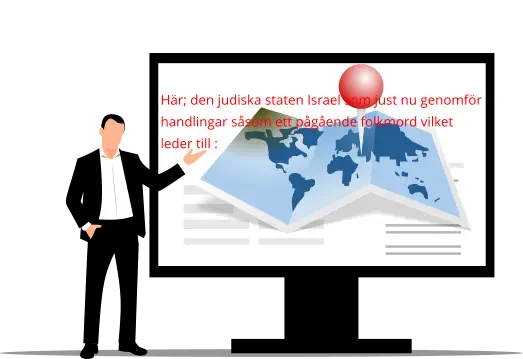 Här; den judiska staten Israel som just nu genomför
handlingar såsom ett pågående folkmord vilket
leder till :